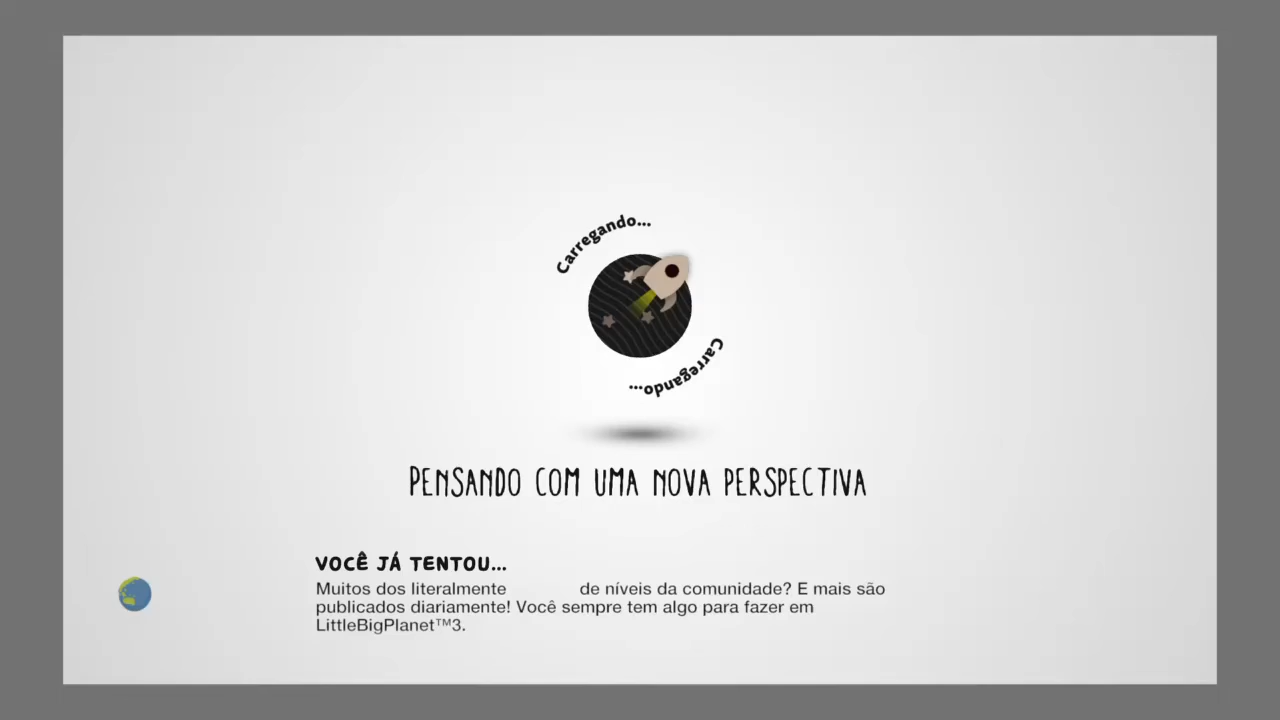 Carregando...
Carregando...
PENSANDO COM UMA NOVA PERSPECTIVA
VOCÊ JÁ TENTOU...
Muitos dos literalmente de níveis da comunidade? E mais são
publicados diariamente! Você sempre tem algo para fazer em
LittleBigPlanet™3.